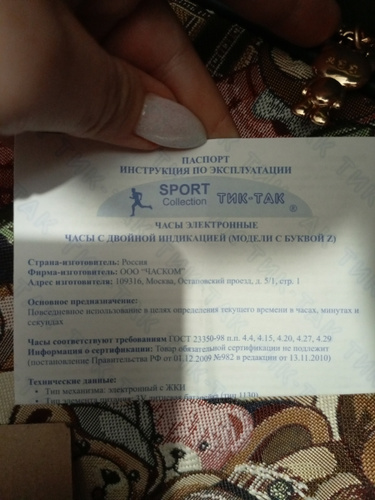 ПАСПОРТ
ИНСТРУКЦИЯ ПО ЭКСПЛУАТАЦИИ
SPORT
Collection
ТИК-ТАК
®
ЧАСЫ ЭЛЕКТРОННЫЕ
ЧАСЫ С ДВОЙНОЙ ИНДИКАЦИЕЙ (МОДЕЛИ С БУКВОЙ Z)
Страна-изготовитель: Россия
Фирма-изготовитель: ООО "ЧАСКОМ"
Адрес изготовителя: 109316, Москва, Остаповский проезд, д. 5/1, стр. 1
Основное предназначение:
Повседневное использование в целях определения текущего времени в часах, минутах и
секундах
Часы соответствуют требованиям ГОСТ 23350-98 п.п. 4.4, 4.15, 4.20, 4.27, 4.29
Информация о сертификации: Товар обязательной сертификации не подлежит
(постановление Правительства РФ от 01.12 2009 №982 в редакции от 13.11.2010)
Технические данные:
• Тип механизма: электронный с ЖКИ